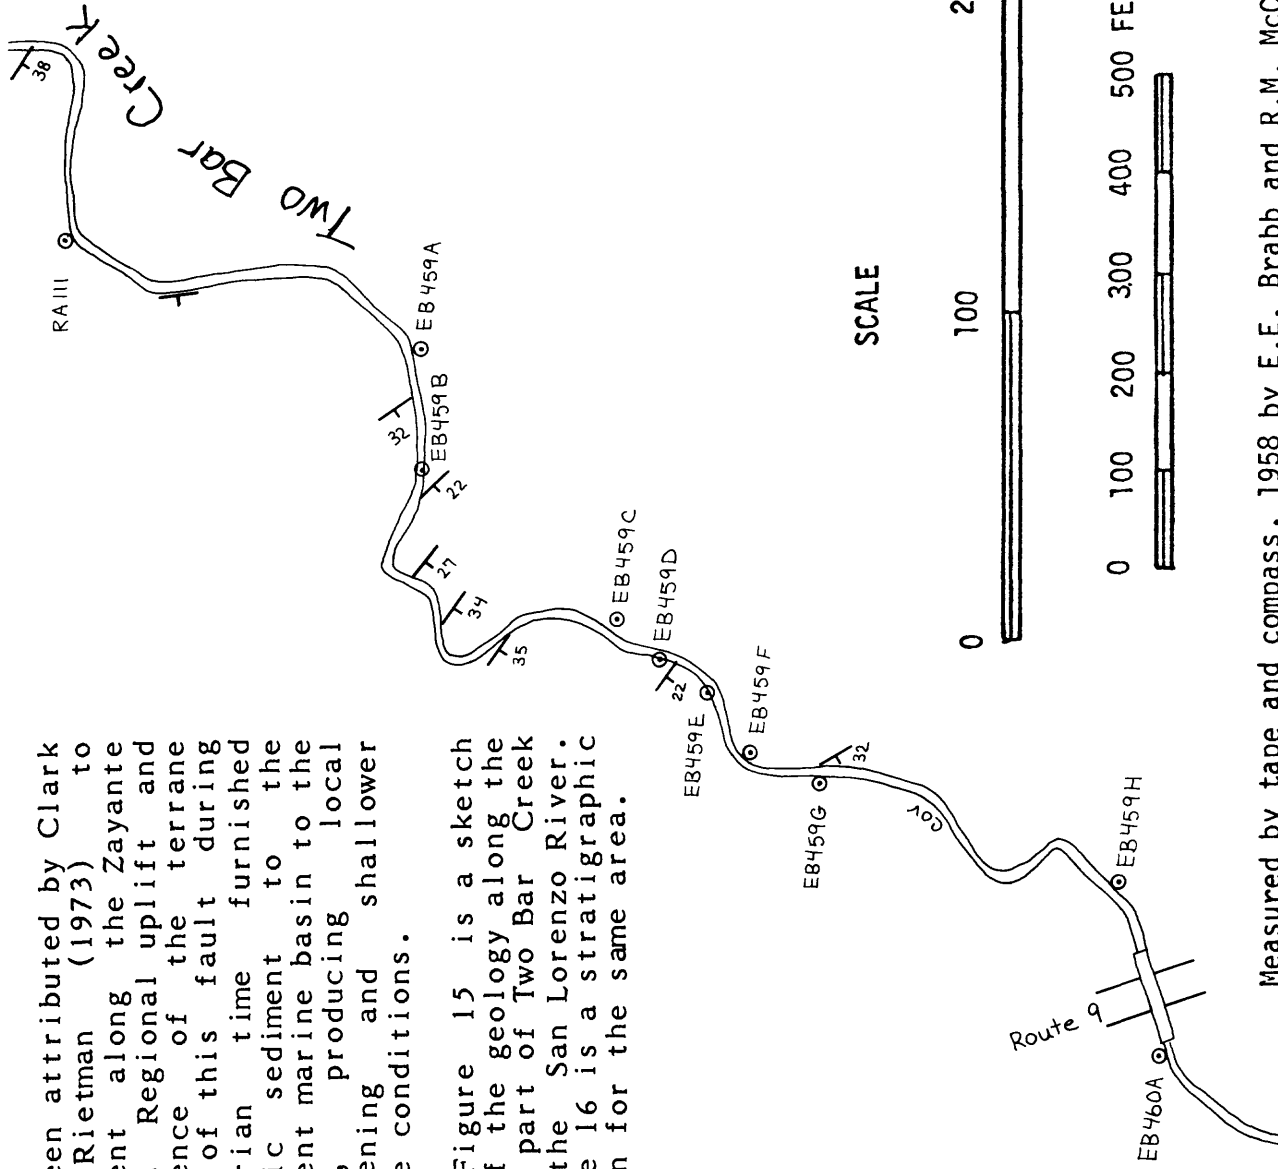 een attributed by Clark
Rietman (1973) to
ent along the Zayante
Regional uplift and
ence of the terrane
of this fault during
rian time furnished
ic sediment to the
ent marine basin to the
, producing local
ening and shallower
e conditions.
Figure 15 is a sketch
f the geology along the
part of Two Bar Creek
the San Lorenzo River.
e 16 is a stratigraphic
n for the same area.
Two Bar Creek
38
RA111
EB459A
32
EB459B
22
27
34
35
EB459C
EB459D
22
EB459E
EB459F
32
EB459G
cov
EB459H
Route 9
EB460A
SCALE
0 100 2
0 100 200 300 400 500 FE
Measured by tape and compass, 1958 by E.E. Brabb and R.M. McC